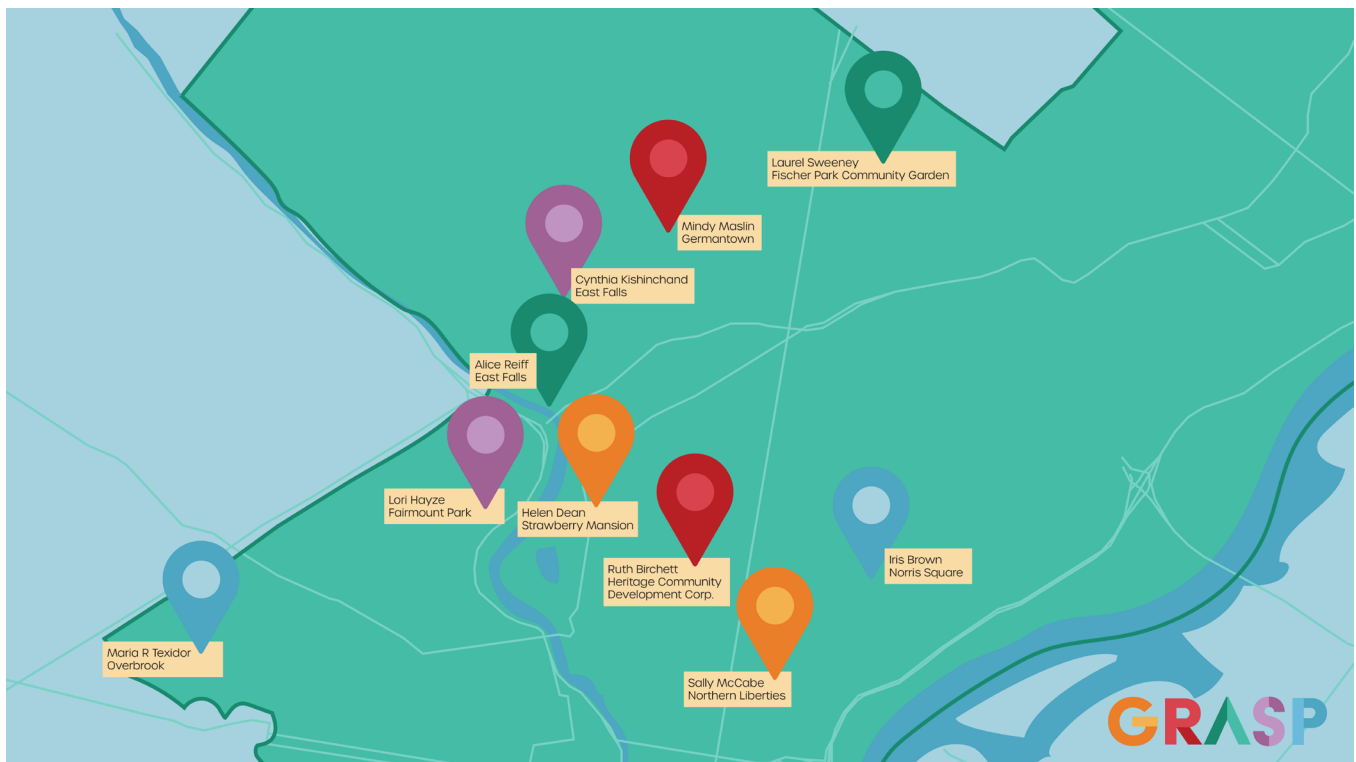 Laurel Sweeney
Fischer Park Community Garden
Mindy Maslin
Germantown
Cynthia Kishinchand
East Falls
Alice Reiff
East Falls
Lori Hayze
Fairmount Park
Helen Dean
Strawberry Mansion
Ruth Birchett
Heritage Community
Development Corp.
Iris Brown
Norris Square
Maria R Texidor
Overbrook
Sally McCabe
Northern Liberties
GRASP